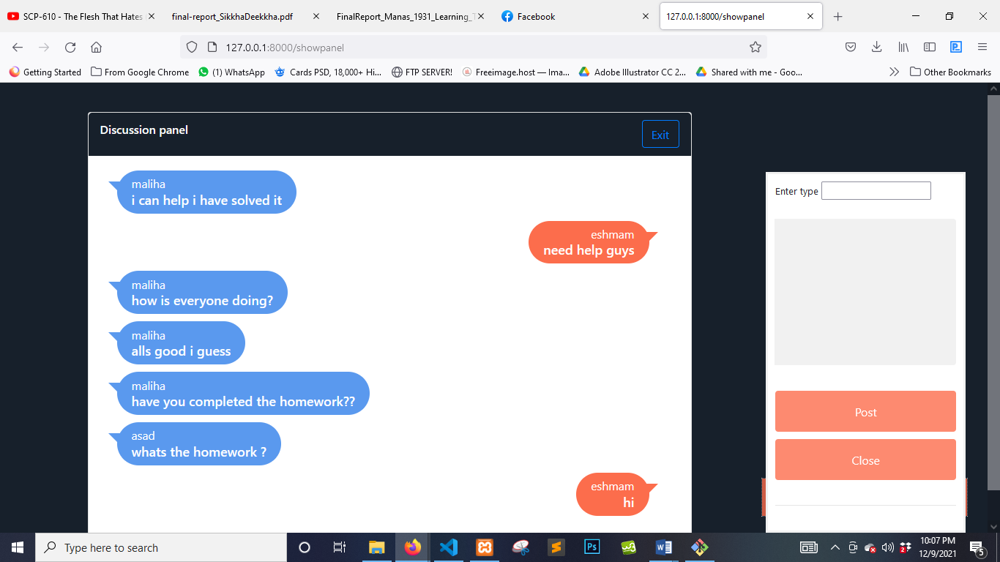 SCP-610 - The Flesh That Hates
final-report_SikkhaDeekkha.pdf
FinalReport_Manas_1931_Learning_
Facebook
127.0.0.1:8000/showpanel
127.0.0.1:8000/showpanel
Getting Started
From Google Chrome
(1) WhatsApp
Cards PSD, 18,000+ Hi...
FTP SERVER!
Freeimage.host — Ima...
Adobe Illustrator CC 2...
Shared with me - Goo...
Other Bookmarks
Discussion panel
Exit
maliha
i can help i have solved it
eshmam
need help guys
maliha
how is everyone doing?
maliha
alls good i guess
maliha
have you completed the homework??
asad
whats the homework ?
eshmam
hi
Enter type
Post
Close
Type here to search
10:07 PM
12/9/2021
5